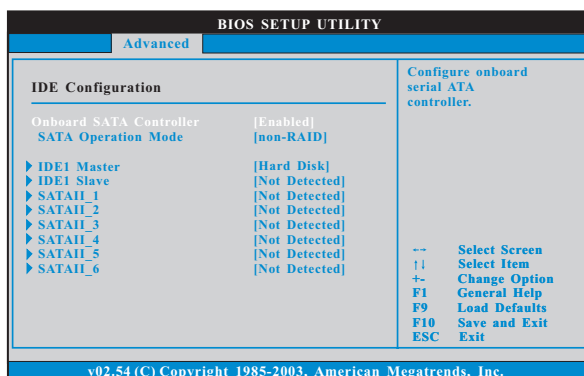 BIOS SETUP UTILITY
Advanced
IDE Configuration
Onboard SATA Controller [Enabled]
SATA Operation Mode [non-RAID]
IDE1 Master [Hard Disk]
IDE1 Slave [Not Detected]
SATAII_1 [Not Detected]
SATAII_2 [Not Detected]
SATAII_3 [Not Detected]
SATAII_4 [Not Detected]
SATAII_5 [Not Detected]
SATAII_6 [Not Detected]
Configure onboard
serial ATA
controller.
←→ Select Screen
↑↓ Select Item
+- Change Option
F1 General Help
F9 Load Defaults
F10 Save and Exit
ESC Exit
v02.54 (C) Copyright 1985-2003, American Megatrends, Inc.